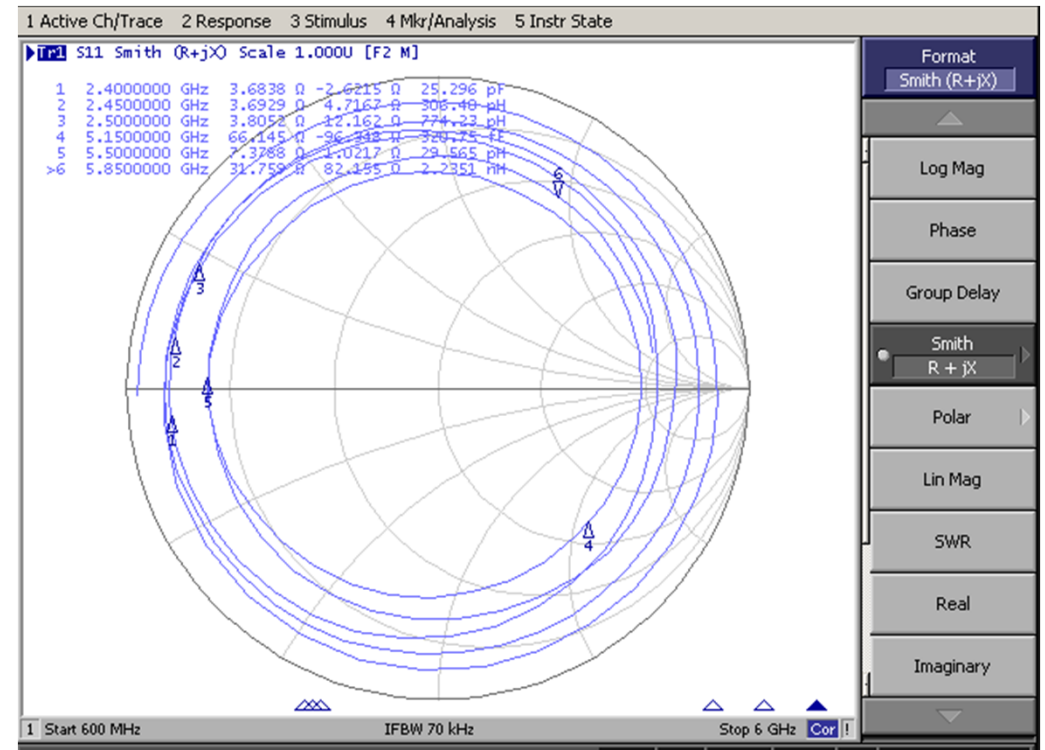 1 Active Ch/Trace 2 Response 3 Stimulus 4 Mkr/Analysis 5 Instr State
Tr1 S11 Smith (R+jX) Scale 1.000U [F2 M]
1 2.4000000 GHz 3.6838 Ω -2.6215 Ω 25.296 pF
2 2.4500000 GHz 3.6929 Ω 4.7167 Ω 306.40 pH
3 2.5000000 GHz 3.8052 Ω 12.162 Ω 774.23 pH
4 5.1500000 GHz 66.145 Ω -96.348 Ω 320.75 fF
5 5.5000000 GHz 7.3788 Ω 1.0217 Ω 29.565 pH
>6 5.8500000 GHz 31.759 Ω 82.155 Ω 2.2351 nH
6
3
2
5
1
4
Format
Smith (R+jX)
Log Mag
Phase
Group Delay
Smith
R + jX
Polar
Lin Mag
SWR
Real
Imaginary
1 Start 600 MHz IFBW 70 kHz Stop 6 GHz Cor !